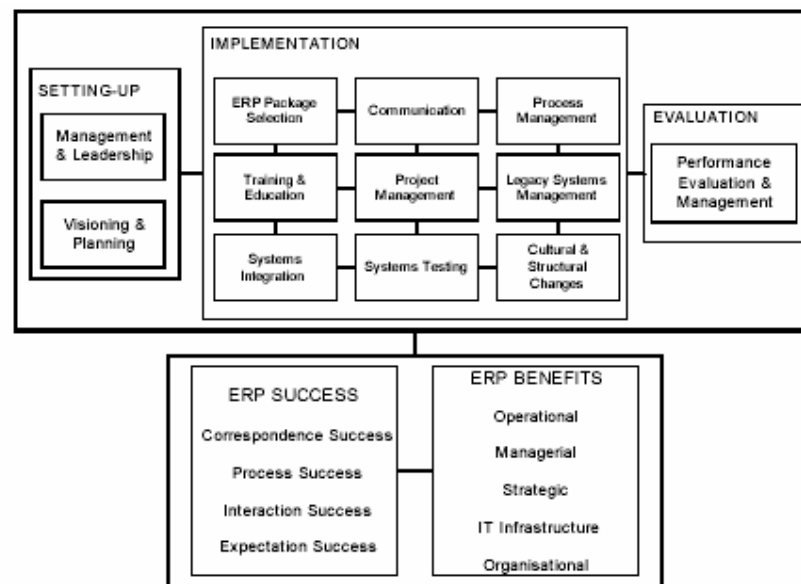 SETTING-UP
Management
& Leadership
Visioning &
Planning
IMPLEMENTATION
ERP Package
Selection
Communication
Process
Management
Training &
Education
Project
Management
Legacy Systems
Management
Systems
Integration
Systems Testing
Cultural &
Structural
Changes
EVALUATION
Performance
Evaluation &
Management
ERP SUCCESS
Correspondence Success
Process Success
Interaction Success
Expectation Success
ERP BENEFITS
Operational
Managerial
Strategic
IT Infrastructure
Organisational